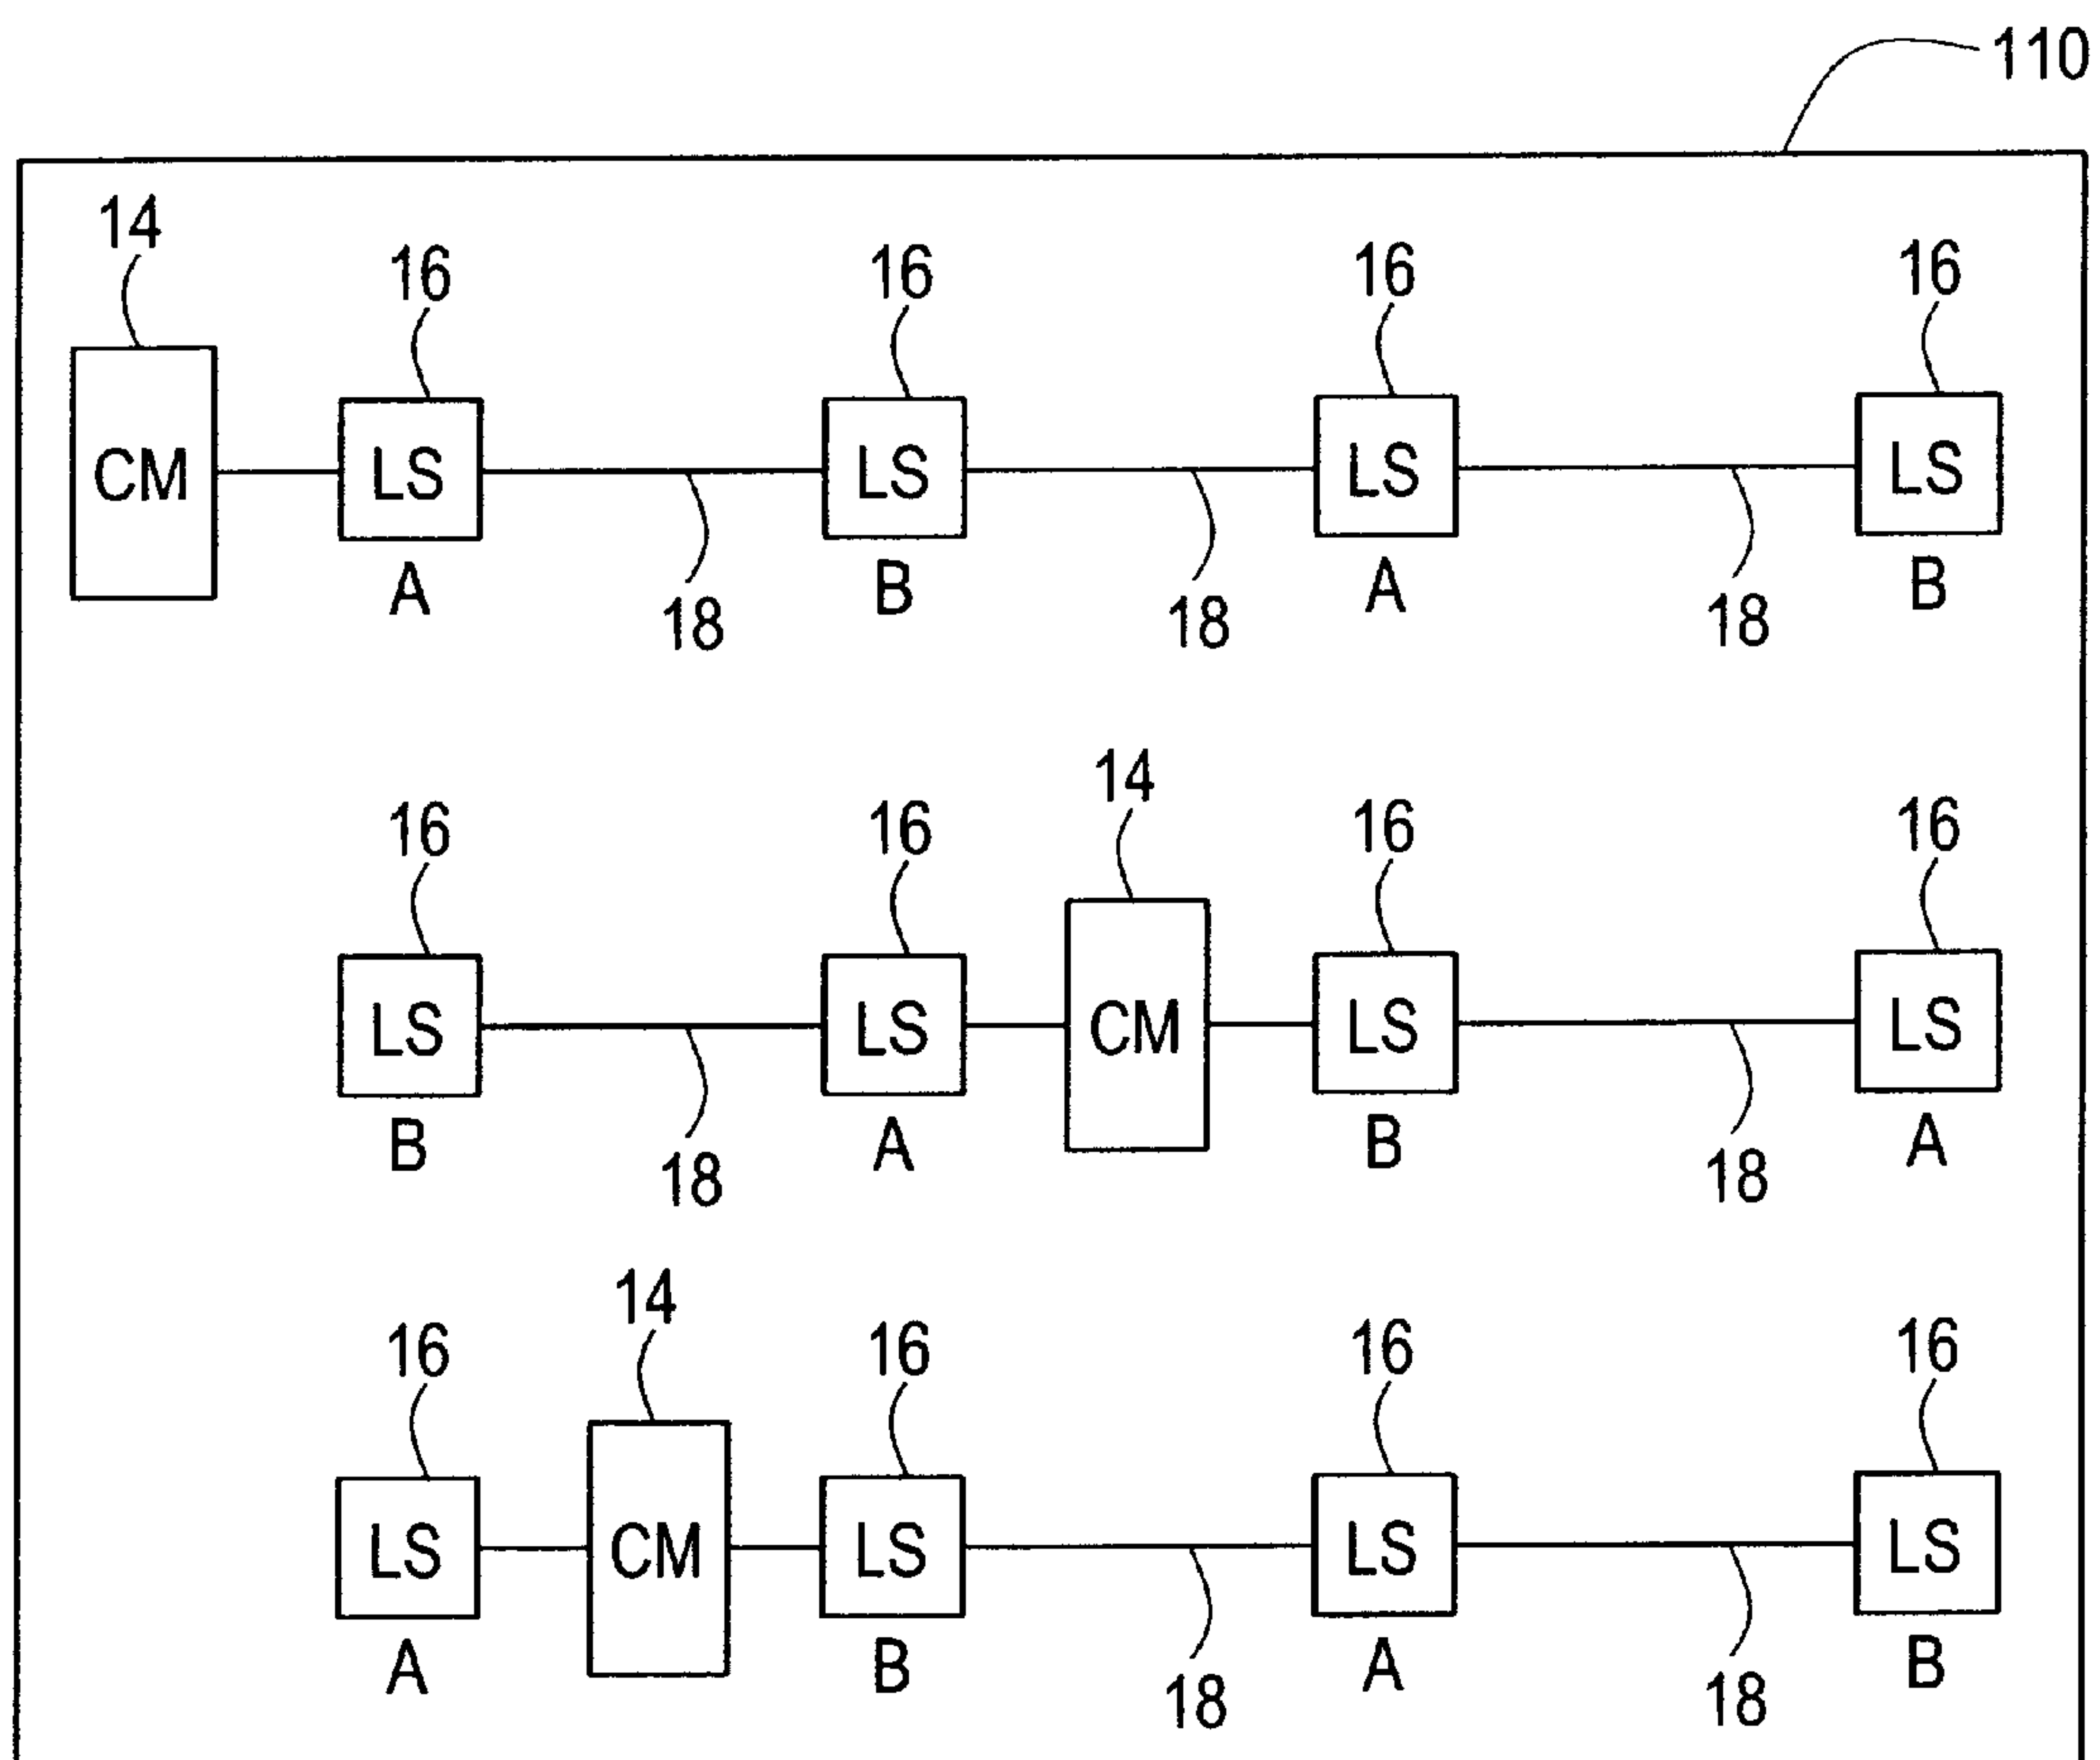 110
14
16 16 16 16
CM LS LS LS LS
A B A B
18 18 18
14
16 16 16 16
LS LS CM LS LS
B A B A
18 18
14
16 16 16 16
LS CM LS LS LS
A B A B
18 18